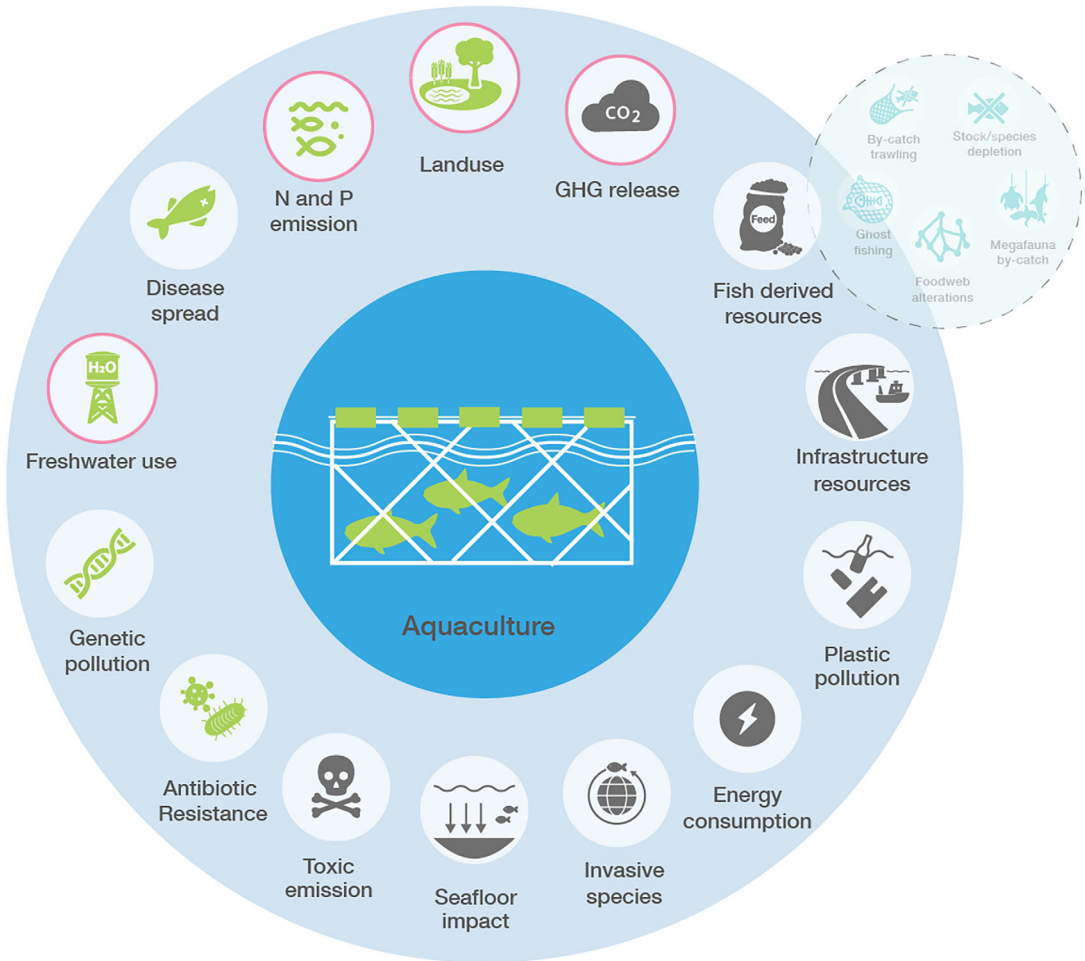 Landuse
CO2
GHG release
N and P
emission
Disease
spread
H2O
Freshwater use
Genetic
pollution
Antibiotic
Resistance
Toxic
emission
Seafloor
impact
Invasive
species
Energy
consumption
Plastic
pollution
Infrastructure
resources
Feed
Fish derived
resources
By-catch
trawling
Stock/species
depletion
Ghost
fishing
Foodweb
alterations
Megafauna
by-catch
Aquaculture